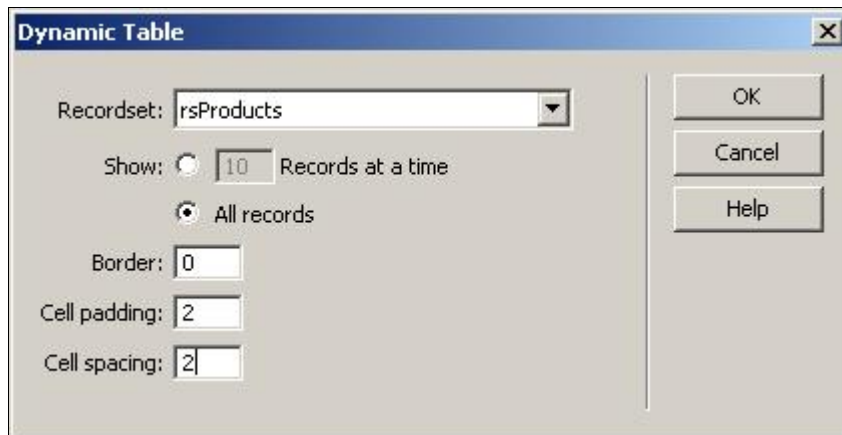 Dynamic Table
Recordset: rsProducts
Show: 10 Records at a time
All records
Border: 0
Cell padding: 2
Cell spacing: 2
OK
Cancel
Help